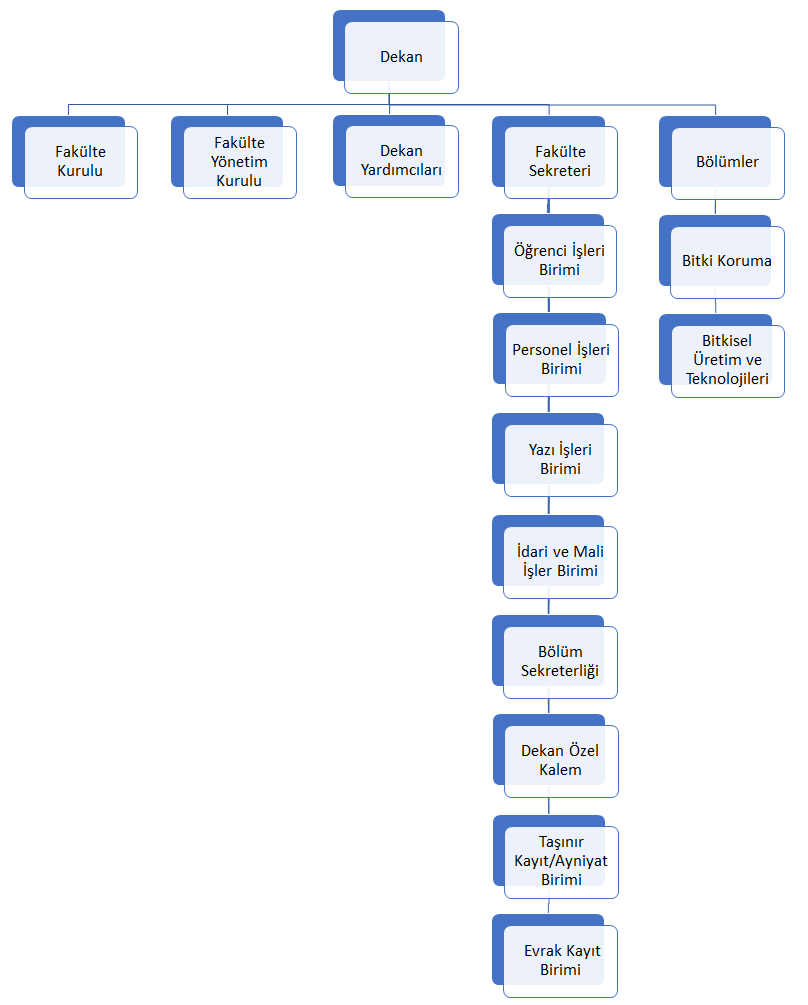 Dekan
Fakülte
Kurulu
Fakülte
Yönetim
Kurulu
Dekan
Yardımcıları
Fakülte
Sekreteri
Bölümler
Öğrenci İşleri
Birimi
Personel İşleri
Birimi
Yazı İşleri
Birimi
İdari ve Mali
İşler Birimi
Bölüm
Sekreterliği
Dekan Özel
Kalem
Taşınır
Kayıt/Ayniyat
Birimi
Evrak Kayıt
Birimi
Bitki Koruma
Bitkisel
Üretim ve
Teknolojileri